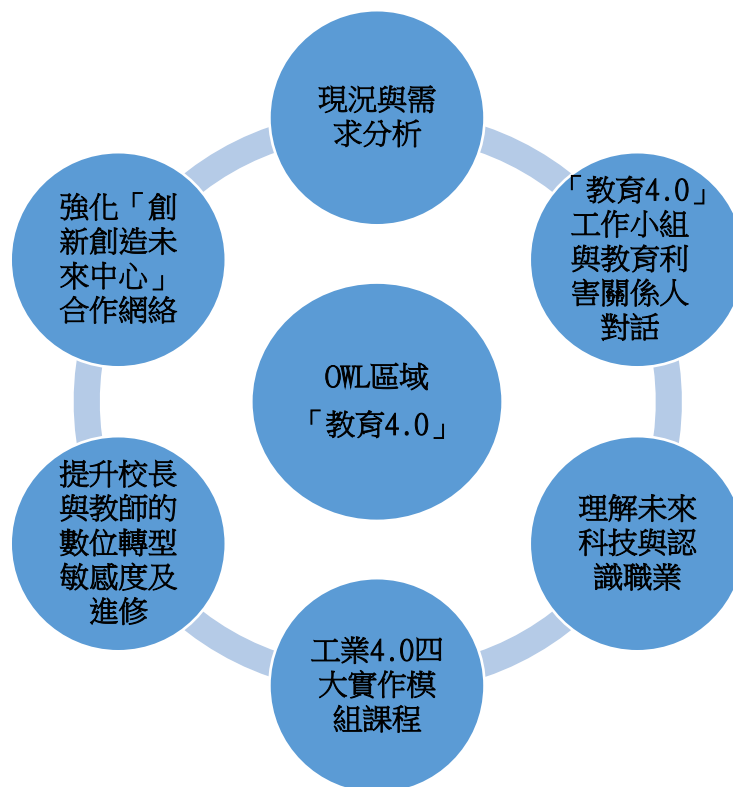 現況與需
求分析
「教育4.0」
工作小組
與教育利
害關係人
對話
理解未來
科技與認
識職業
工業4.0四
大實作模
組課程
提升校長
與教師的
數位轉型
敏感度及
進修
強化「創
新創造未
來中心」
合作網絡
OWL區域
「教育4.0」